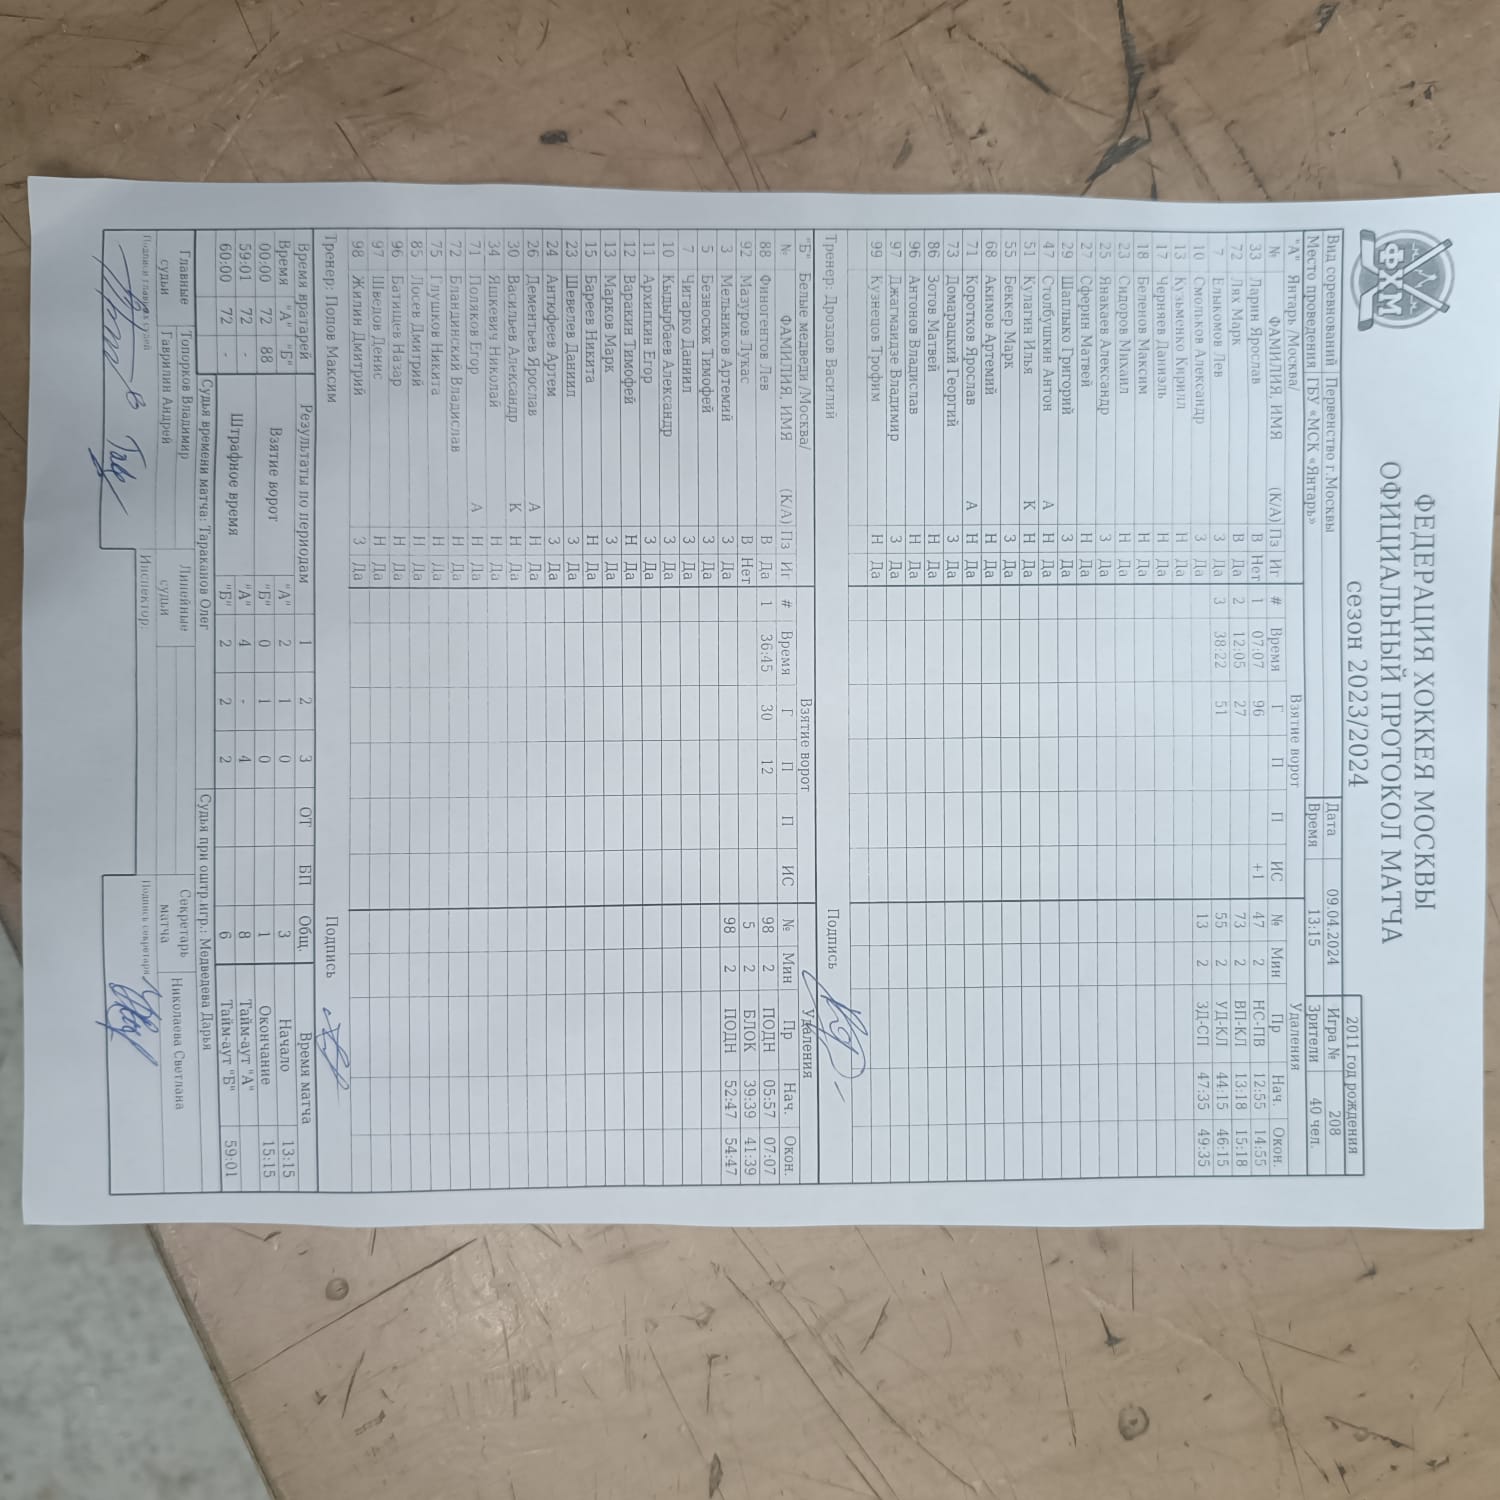 ФХМ
ФЕДЕРАЦИЯ ХОККЕЯ МОСКВЫ
ОФИЦИАЛЬНЫЙ ПРОТОКОЛ МАТЧА
сезон 2023/2024
2011 год рождения
Вид соревнований Первенство г.Москвы Дата 09.04.2024 Игра № 208
Место проведения ГБУ «МСК «Янтарь» Время 13:15 Зрители 40 чел.
"А" Янтарь /Москва/ Взятие ворот Удаления
№ ФАМИЛИЯ, ИМЯ (К/А) Пз Иг # Время Г П П ИС № Мин Пр Нач. Окон.
33 Ларин Ярослав В Нет 1 07:07 96 +1 47 2 НС-ПВ 12:55 14:55
72 Лях Марк В Да 2 12:05 27 73 2 ВП-КЛ 13:18 15:18
7 Елыкомов Лев З Да 3 38:22 51 55 2 УД-КЛ 44:15 46:15
10 Смольков Александр З Да 13 2 ЗД-СП 47:35 49:35
13 Кузьменко Кирилл Н Да
17 Черняев Даниэль Н Да
18 Беленов Максим Н Да
23 Сидоров Михаил Н Да
25 Янакаев Александр З Да
27 Сферин Матвей Н Да
29 Шапылко Григорий З Да
47 Столбушкин Антон А Н Да
51 Кулагин Илья К Н Да
55 Беккер Марк З Да
68 Акимов Артемий Н Да
71 Коротков Ярослав А Н Да
73 Домарацкий Георгий З Да
86 Зотов Матвей Н Да
96 Антонов Владислав Н Да
97 Джагмаидзе Владимир З Да
99 Кузнецов Трофим Н Да
Тренер: Дроздов Василий Подпись
"Б" Белые медведи /Москва/ Взятие ворот Удаления
№ ФАМИЛИЯ, ИМЯ (К/А) Пз Иг # Время Г П П ИС № Мин Пр Нач. Окон.
88 Финогентов Лев В Да 1 36:45 30 12 98 2 ПОДН 05:57 07:07
92 Мазуров Лукас В Нет 5 2 БЛОК 39:39 41:39
3 Мельников Артемий З Да 98 2 ПОДН 52:47 54:47
5 Безносюк Тимофей З Да
7 Чигарко Даниил З Да
10 Кыдырбаев Александр З Да
11 Архипкин Егор З Да
12 Варакин Тимофей Н Да
13 Марков Марк З Да
15 Бареев Никита Н Да
23 Шевелев Даниил З Да
24 Антюфеев Артем З Да
26 Дементьев Ярослав А Н Да
30 Васильев Александр К Н Да
34 Яшкевич Николай Н Да
71 Поляков Егор А Н Да
72 Бландинский Владислав Н Да
75 Глушков Никита Н Да
85 Лосев Дмитрий Н Да
96 Батищев Назар Н Да
97 Шведов Денис Н Да
98 Жилин Дмитрий З Да
Тренер: Попов Максим Подпись
Время вратарей Результаты по периодам 1 2 3 ОТ БП Общ. Время матча
Время "А" "Б" Взятие ворот "А" 2 1 0 3 Начало 13:15
00:00 72 88 "Б" 0 1 0 1 Окончание 15:15
59:01 72 - Штрафное время "А" 4 - 4 8 Тайм-аут "А"
60:00 72 - "Б" 2 2 2 6 Тайм-аут "Б" 59:01
Судья времени матча: Тараканов Олег Судья при оштр.игр.: Медведева Дарья
Главные судьи Топорков Владимир Линейные судьи Секретарь матча Николаева Светлана
Гаврилин Андрей
Подписи главных судей Инспектор: Подпись секретаря